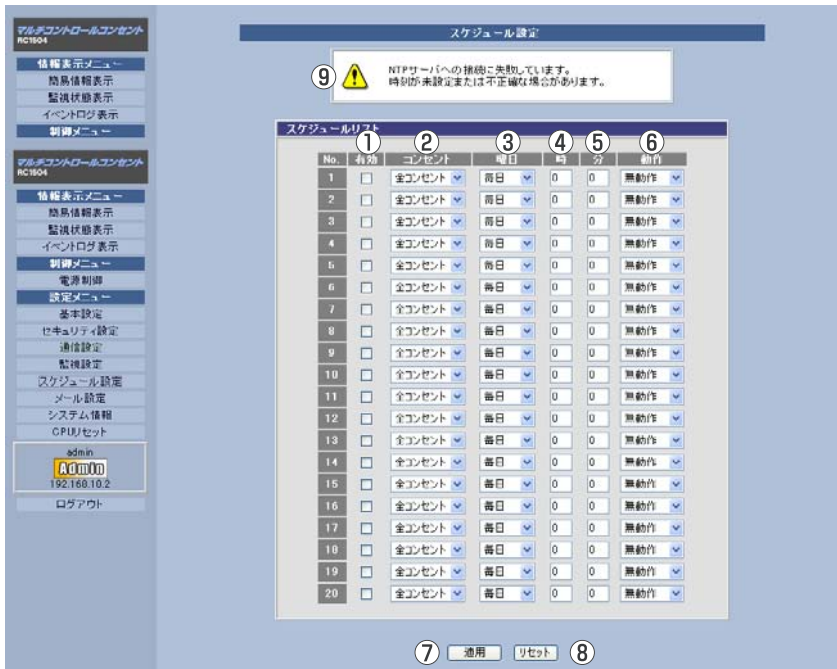 マルチコントロールコンセント
RC1504
情報表示メニュー
簡易情報表示
監視状態表示
イベントログ表示
制御メニュー
マルチコントロールコンセント
RC1504
情報表示メニュー
簡易情報表示
監視状態表示
イベントログ表示
制御メニュー
電源制御
設定メニュー
基本設定
セキュリティ設定
通信設定
監視設定
スケジュール設定
メール設定
システム情報
CPUリセット
admin
Admin
192.168.10.2
ログアウト
スケジュール設定
⑨ NTPサーバへの接続に失敗しています。
時刻が未設定または不正確な場合があります。
スケジュールリスト
① ② ③ ④ ⑤ ⑥
No. 有効 コンセント 曜日 時 分 動作
1 全コンセント 毎日 0 0 無動作
2 全コンセント 毎日 0 0 無動作
3 全コンセント 毎日 0 0 無動作
4 全コンセント 毎日 0 0 無動作
5 全コンセント 毎日 0 0 無動作
6 全コンセント 毎日 0 0 無動作
7 全コンセント 毎日 0 0 無動作
8 全コンセント 毎日 0 0 無動作
9 全コンセント 毎日 0 0 無動作
10 全コンセント 毎日 0 0 無動作
11 全コンセント 毎日 0 0 無動作
12 全コンセント 毎日 0 0 無動作
13 全コンセント 毎日 0 0 無動作
14 全コンセント 毎日 0 0 無動作
15 全コンセント 毎日 0 0 無動作
16 全コンセント 毎日 0 0 無動作
17 全コンセント 毎日 0 0 無動作
18 全コンセント 毎日 0 0 無動作
19 全コンセント 毎日 0 0 無動作
20 全コンセント 毎日 0 0 無動作
⑦ 適用 リセット ⑧